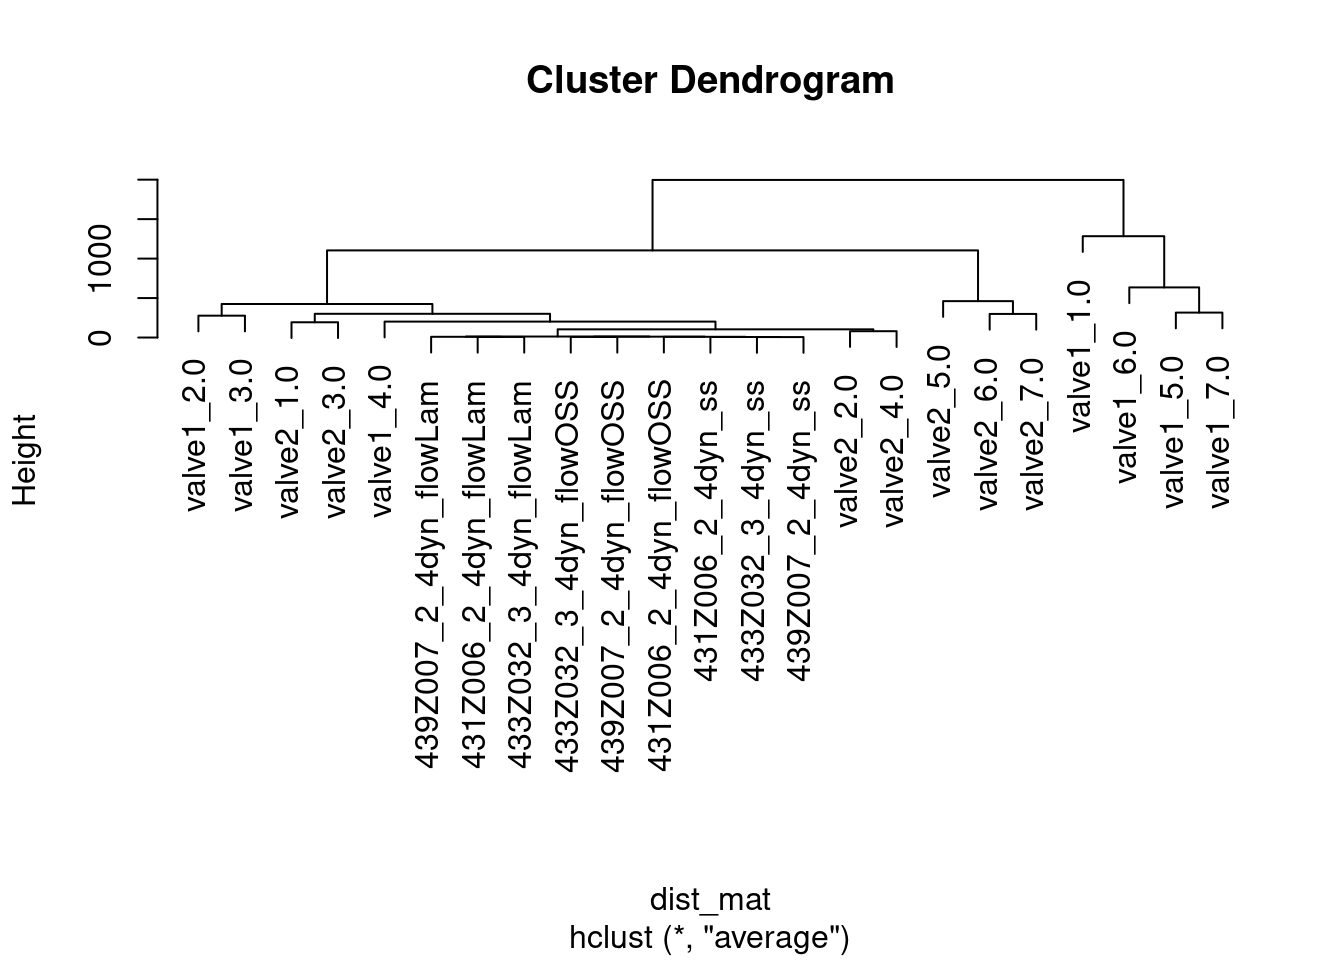 Cluster Dendrogram
Height
1000
0
valve1_2.0
valve1_3.0
valve2_1.0
valve2_3.0
valve1_4.0
439Z007_2_4dyn_flowLam
431Z006_2_4dyn_flowLam
433Z032_3_4dyn_flowLam
433Z032_3_4dyn_flowOSS
439Z007_2_4dyn_flowOSS
431Z006_2_4dyn_flowOSS
431Z006_2_4dyn_ss
433Z032_3_4dyn_ss
439Z007_2_4dyn_ss
valve2_2.0
valve2_4.0
valve2_5.0
valve2_6.0
valve2_7.0
valve1_1.0
valve1_6.0
valve1_5.0
valve1_7.0
dist_mat
hclust (*, "average")